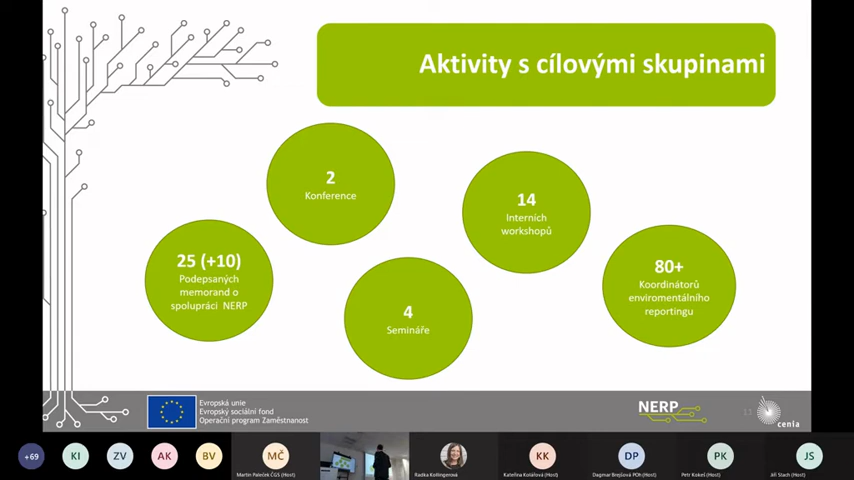 Aktivity s cílovými skupinami
2
Konference
14
Interních
workshopů
25 (+10)
Podepsaných
memorand o
spolupráci NERP
80+
Koordinátorů
enviromentálního
reportingu
4
Semináře
Evropská unie
Evropský sociální fond
Operační program Zaměstnanost
NERP
11
cenia
+69
KI
ZV
AK
BV
MČ
KK
DP
PK
JS
Martin Paleček ČGS (Host)
Radka Kollingerová
Kateřina Kolářová (Host)
Dagmar Brejšová POh (Host)
Petr Kokeš (Host)
Jiří Stach (Host)